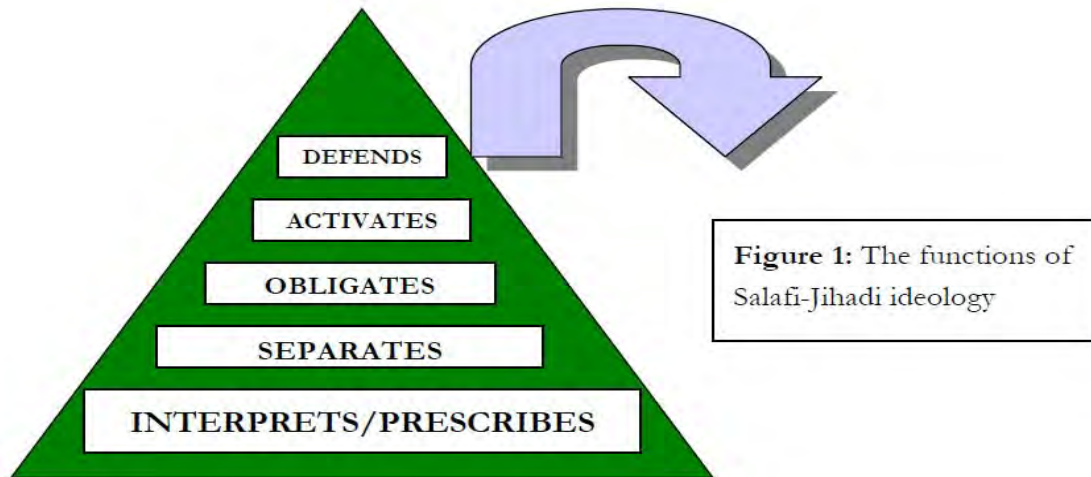 DEFENDS
ACTIVATES
OBLIGATES
SEPARATES
INTERPRETS/PRESCRIBES
Figure 1: The functions of
Salafi-Jihadi ideology